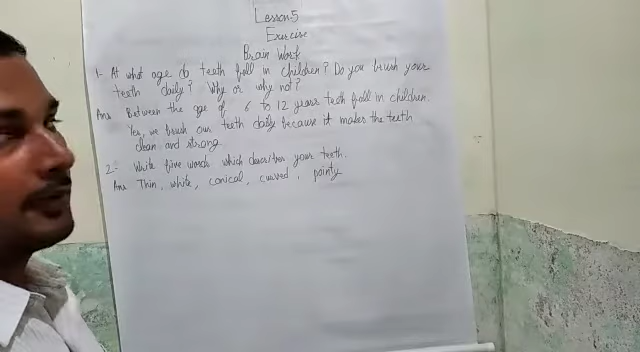 Lesson 5
Exercise
Brain Work
1- At what age do teeth fall in children? Do you brush your
teeth daily? Why or why not?
Ans Between the age of 6 to 12 years teeth fall in children.
Yes, we brush our teeth daily because it makes the teeth
clean and strong.
2- Write five words which describes your teeth.
Ans Thin, white, conical, curved, pointy